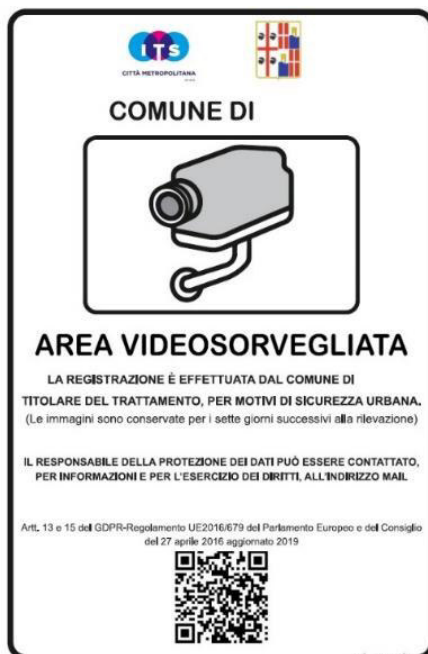 ITS
CITTÀ METROPOLITANA
COMUNE DI
AREA VIDEOSORVEGLIATA
LA REGISTRAZIONE È EFFETTUATA DAL COMUNE DI
TITOLARE DEL TRATTAMENTO, PER MOTIVI DI SICUREZZA URBANA.
(Le immagini sono conservate per i sette giorni successivi alla rilevazione)
IL RESPONSABILE DELLA PROTEZIONE DEI DATI PUÒ ESSERE CONTATTATO,
PER INFORMAZIONI E PER L'ESERCIZIO DEI DIRITTI, ALL'INDIRIZZO MAIL
Artt. 13 e 15 del GDPR-Regolamento UE2016/679 del Parlamento Europeo e del Consiglio
del 27 aprile 2016 aggiornato 2019